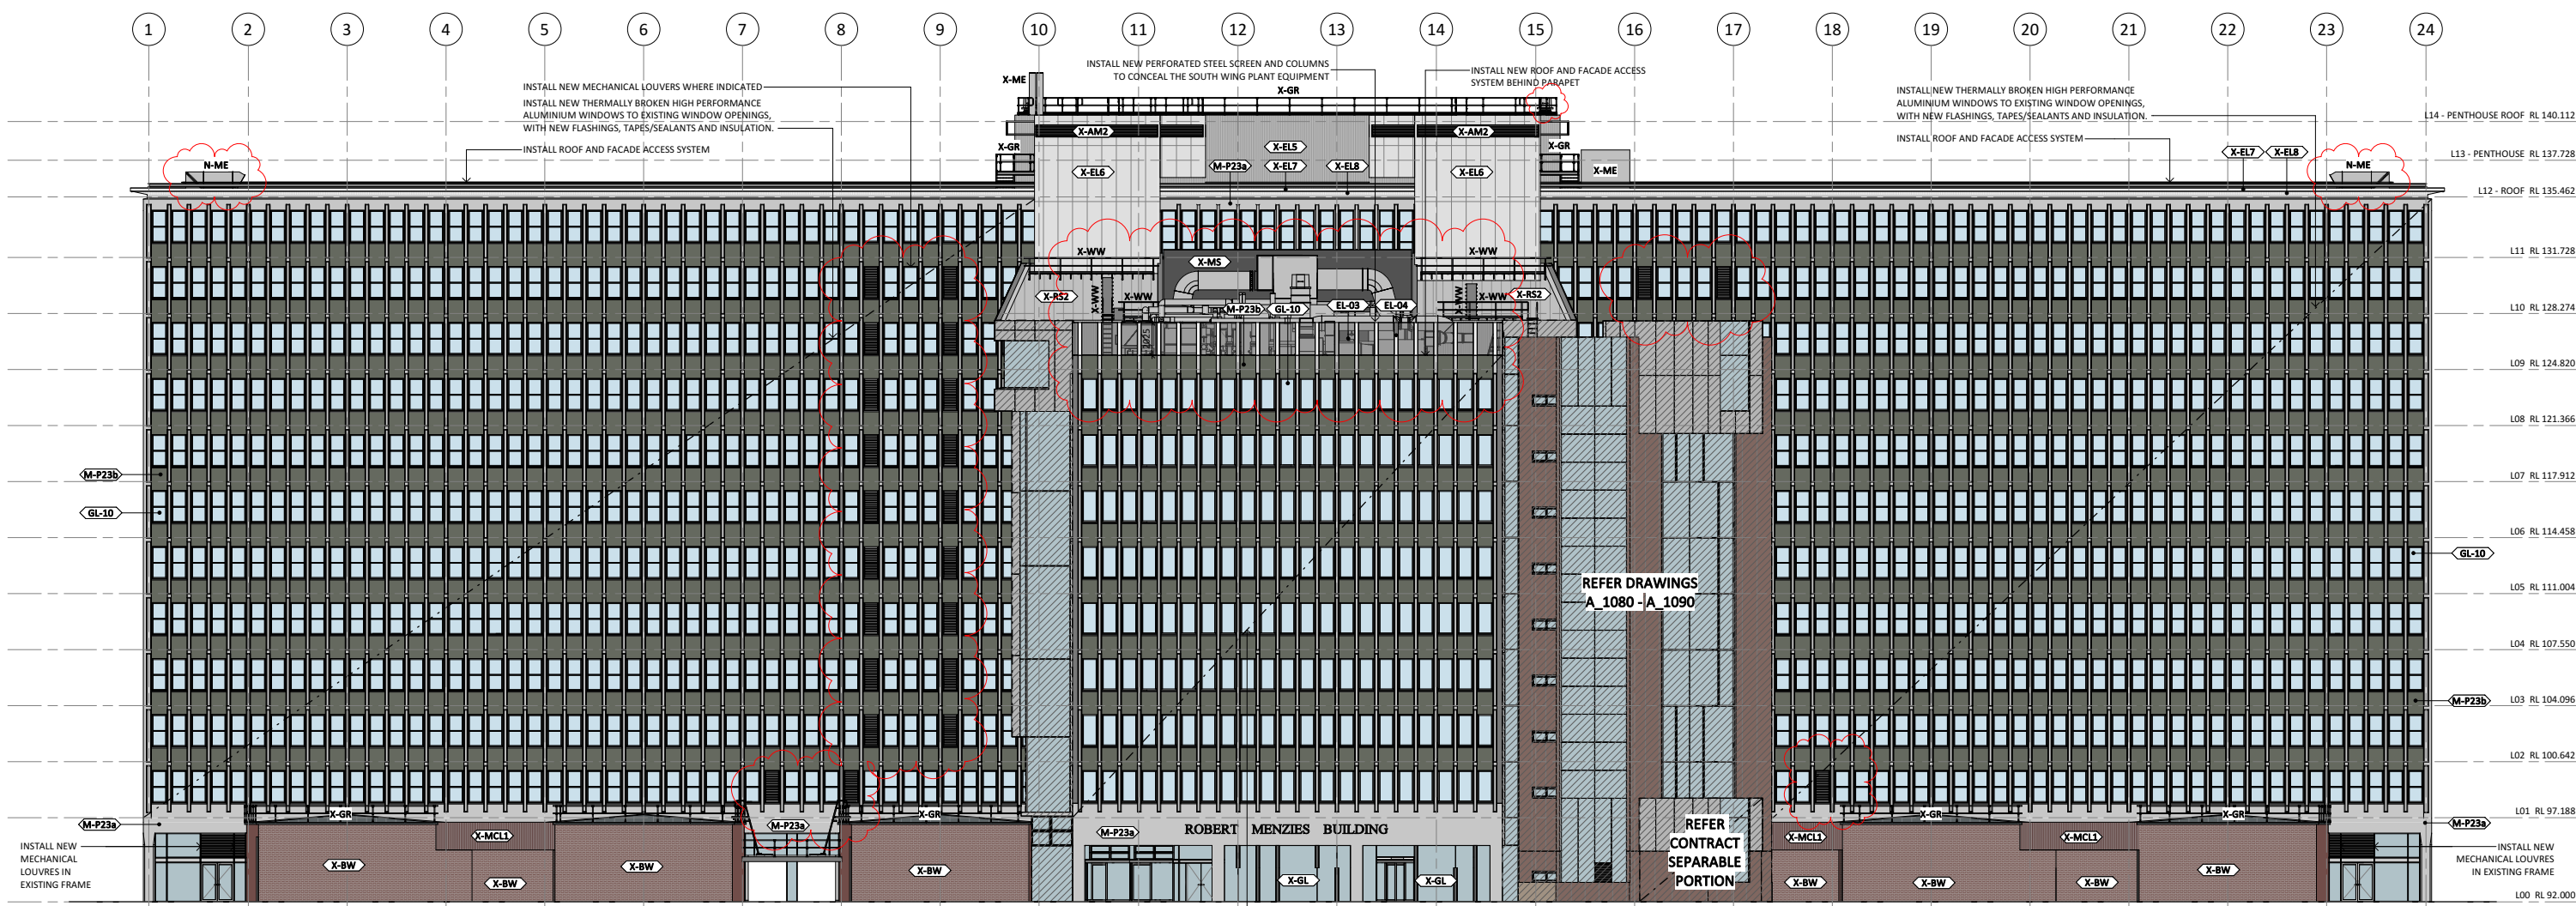 1 2 3 4 5 6 7 8 9 10 11 12 13 14 15 16 17 18 19 20 21 22 23 24
INSTALL NEW MECHANICAL LOUVERS WHERE INDICATED
INSTALL NEW THERMALLY BROKEN HIGH PERFORMANCE
ALUMINIUM WINDOWS TO EXISTING WINDOW OPENINGS,
WITH NEW FLASHINGS, TAPES/SEALANTS AND INSULATION.
INSTALL ROOF AND FACADE ACCESS SYSTEM
INSTALL NEW PERFORATED STEEL SCREEN AND COLUMNS
TO CONCEAL THE SOUTH WING PLANT EQUIPMENT
INSTALL NEW ROOF AND FACADE ACCESS
SYSTEM BEHIND PARAPET
INSTALL NEW THERMALLY BROKEN HIGH PERFORMANCE
ALUMINIUM WINDOWS TO EXISTING WINDOW OPENINGS,
WITH NEW FLASHINGS, TAPES/SEALANTS AND INSULATION.
INSTALL ROOF AND FACADE ACCESS SYSTEM
X-ME
X-GR
X-AM2
X-AM2
X-GR
X-EL5
X-GR
M-P23a
X-EL7
X-EL8
X-EL6
X-EL6
X-ME
X-EL7
X-EL8
N-ME
N-ME
X-WW
X-WW
X-MS
X-RS2
X-WW
X-WW
X-WW
X-WW
X-RS2
M-P23b
GL-10
EL-03
EL-04
2025
L14 - PENTHOUSE ROOF RL 140.112
L13 - PENTHOUSE RL 137.728
L12 - ROOF RL 135.462
L11 RL 131.728
L10 RL 128.274
L09 RL 124.820
L08 RL 121.366
L07 RL 117.912
L06 RL 114.458
L05 RL 111.004
L04 RL 107.550
L03 RL 104.096
L02 RL 100.642
L01 RL 97.188
L00 RL 92.000
M-P23b
GL-10
GL-10
M-P23b
REFER DRAWINGS
A_1080 - A_1090
M-P23a
X-GR
M-P23a
X-GR
M-P23a
ROBERT MENZIES BUILDING
X-GR
X-GR
M-P23a
X-MCL1
X-MCL1
X-MCL1
REFER
CONTRACT
SEPARABLE
PORTION
INSTALL NEW
MECHANICAL
LOUVRES IN
EXISTING FRAME
X-BW
X-BW
X-BW
X-BW
X-GL
X-GL
X-BW
X-BW
X-BW
X-BW
INSTALL NEW
MECHANICAL LOUVRES
IN EXISTING FRAME